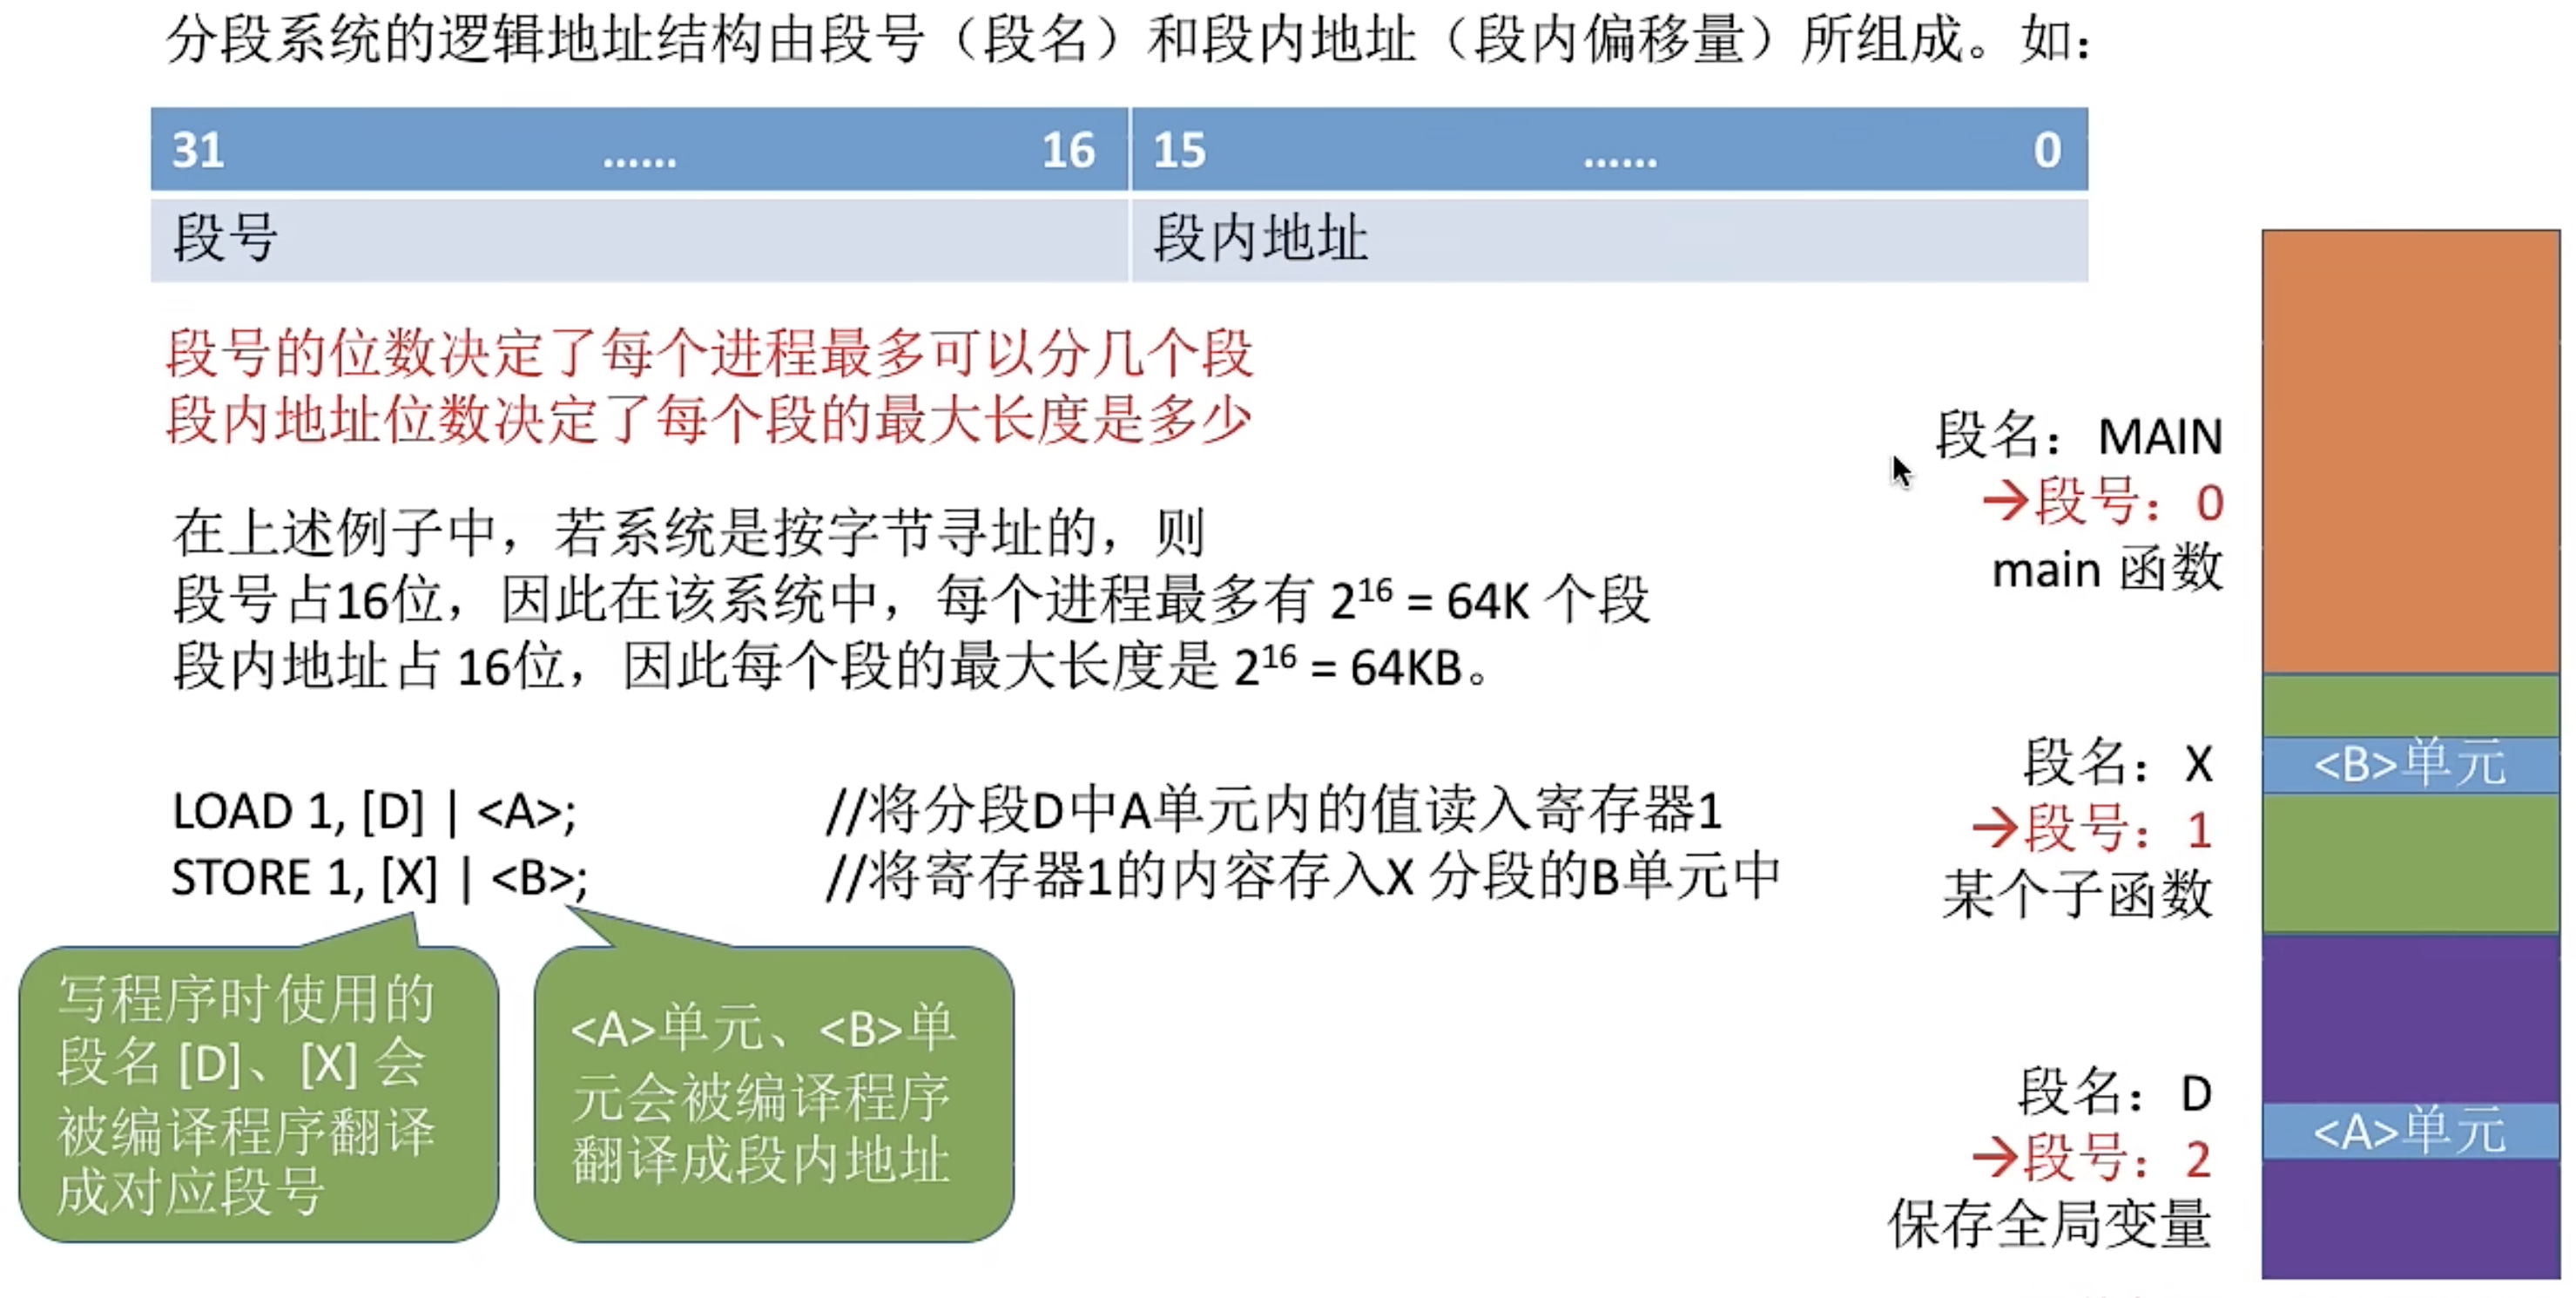 分段系统的逻辑地址结构由段号（段名）和段内地址（段内偏移量）所组成。如：
31 …… 16 15 …… 0
段号 段内地址
段号的位数决定了每个进程最多可以分几个段
段内地址位数决定了每个段的最大长度是多少
在上述例子中，若系统是按字节寻址的，则
段号占16位，因此在该系统中，每个进程最多有 2¹⁶ = 64K 个段
段内地址占 16位，因此每个段的最大长度是 2¹⁶ = 64KB。
LOAD 1, [D] | <A>; //将分段D中A单元内的值读入寄存器1
STORE 1, [X] | <B>; //将寄存器1的内容存入X 分段的B单元中
写程序时使用的
段名 [D]、[X] 会
被编译程序翻译
成对应段号
<A>单元、<B>单
元会被编译程序
翻译成段内地址
段名：MAIN
→段号：0
main 函数
段名：X
→段号：1
某个子函数
段名：D
→段号：2
保存全局变量
<B>单元
<A>单元